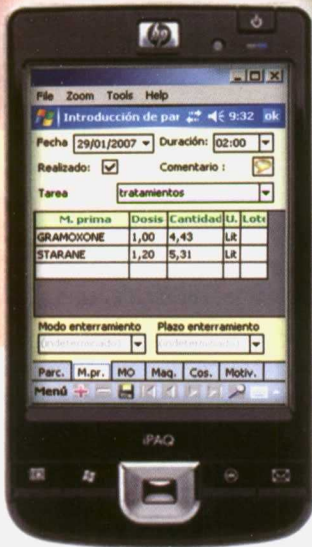 hp
File Zoom Tools Help
Introducción de par 9:32 ok
Fecha 29/01/2007 Duración: 02:00
Realizado: Comentario :
Tarea tratamientos
M. prima Dosis Cantidad U. Lote
GRAMOXONE 1,00 4,43 Lit
STARANE 1,20 5,31 Lit
Modo enterramiento Plazo enterramiento
(indeterminado) (indeterminado)
Parc. M.pr. MO Maq. Cos. Motiv.
Menú
iPAQ